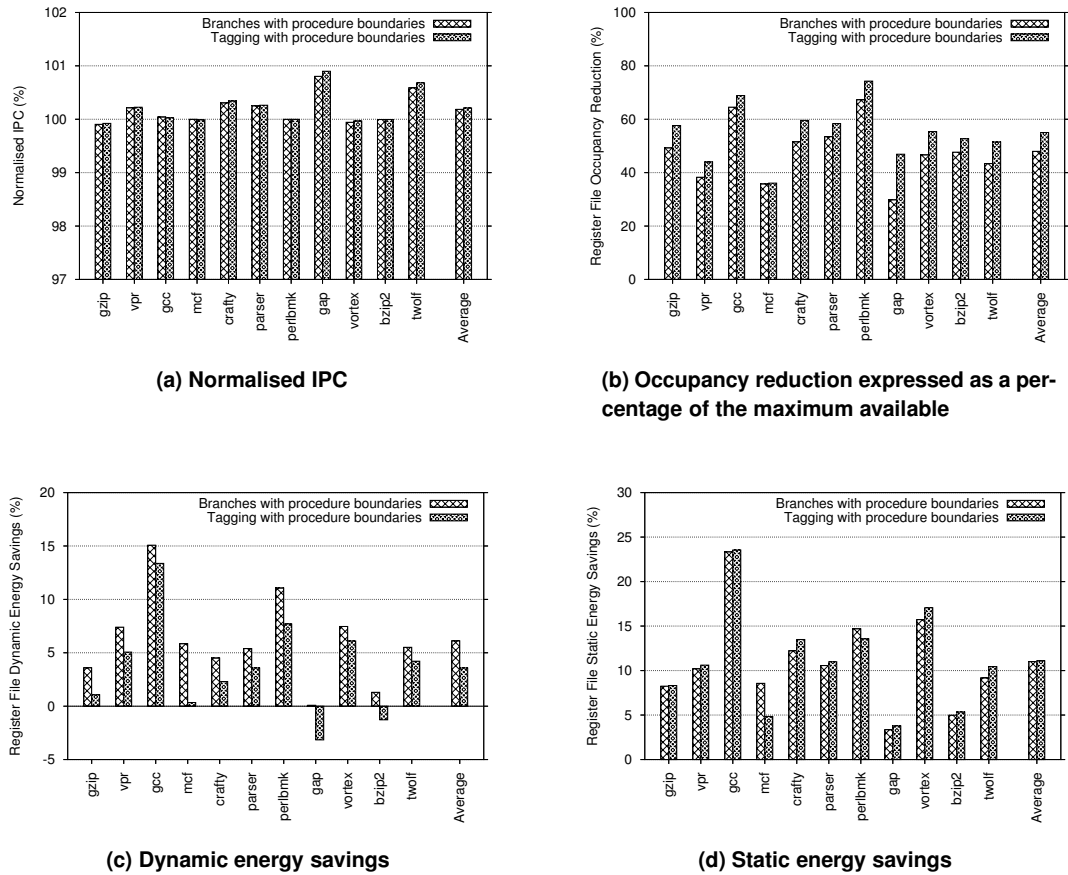 Normalised IPC (%)
102
101
100
99
98
97
Branches with procedure boundaries
Tagging with procedure boundaries
gzip
vpr
gcc
mcf
crafty
parser
perlbmk
gap
vortex
bzip2
twolf
Average
(a) Normalised IPC
Register File Occupancy Reduction (%)
100
80
60
40
20
0
Branches with procedure boundaries
Tagging with procedure boundaries
gzip
vpr
gcc
mcf
crafty
parser
perlbmk
gap
vortex
bzip2
twolf
Average
(b) Occupancy reduction expressed as a per-
centage of the maximum available
Register File Dynamic Energy Savings (%)
20
15
10
5
0
-5
Branches with procedure boundaries
Tagging with procedure boundaries
gzip
vpr
gcc
mcf
crafty
parser
perlbmk
gap
vortex
bzip2
twolf
Average
(c) Dynamic energy savings
Register File Static Energy Savings (%)
30
25
20
15
10
5
0
Branches with procedure boundaries
Tagging with procedure boundaries
gzip
vpr
gcc
mcf
crafty
parser
perlbmk
gap
vortex
bzip2
twolf
Average
(d) Static energy savings